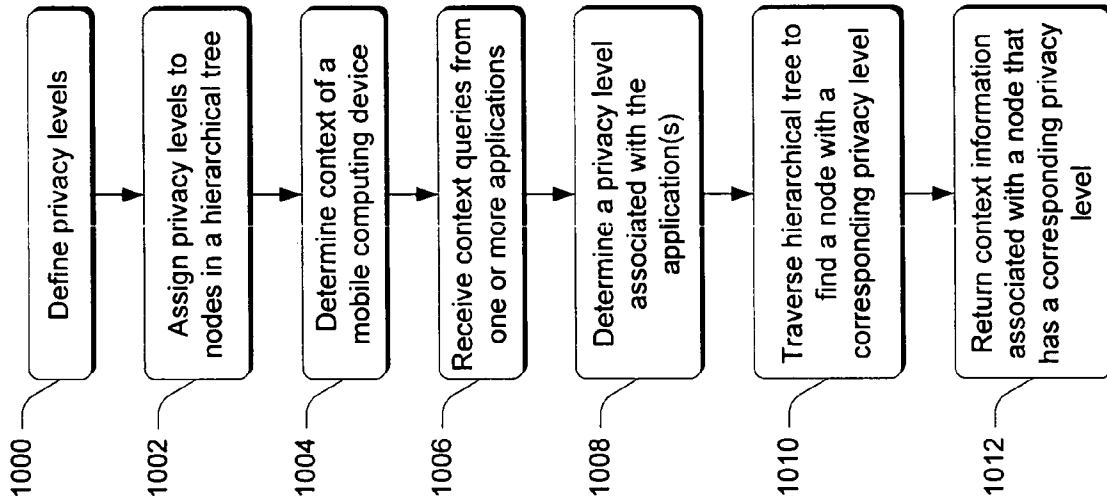 1000
Define privacy levels
1002
Assign privacy levels to
nodes in a hierarchical tree
1004
Determine context of a
mobile computing device
1006
Receive context queries from
one or more applications
1008
Determine a privacy level
associated with the
application(s)
1010
Traverse hierarchical tree to
find a node with a
corresponding privacy level
1012
Return context information
associated with a node that
has a corresponding privacy
level